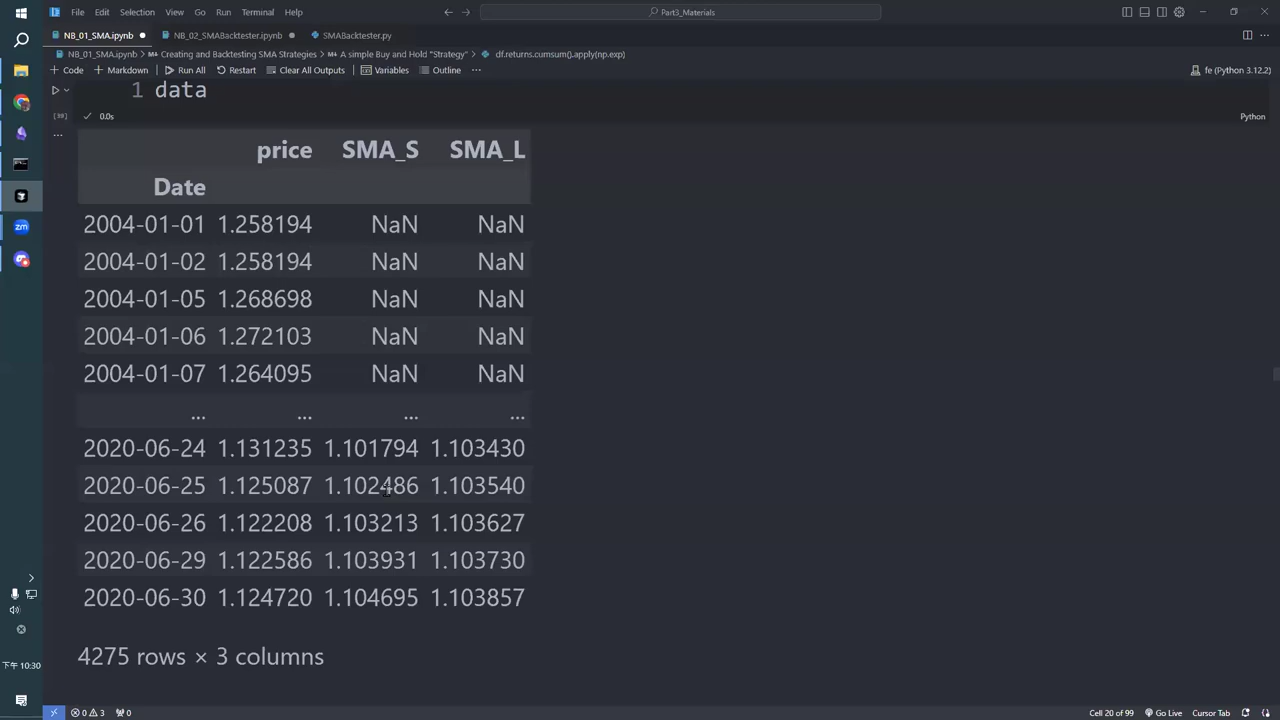 File Edit Selection View Go Run Terminal Help
Part3_Materials
NB_01_SMA.ipynb NB_02_SMABacktester.ipynb SMABacktester.py
NB_01_SMA.ipynb > Creating and Backtesting SMA Strategies > A simple Buy and Hold "Strategy" > df.returns.cumsum().apply(np.exp)
+ Code + Markdown Run All Restart Clear All Outputs Variables Outline ... fe (Python 3.12.2)
1 data
[38] 0.0s Python
...
price SMA_S SMA_L
Date
2004-01-01 1.258194 NaN NaN
2004-01-02 1.258194 NaN NaN
2004-01-05 1.268698 NaN NaN
2004-01-06 1.272103 NaN NaN
2004-01-07 1.264095 NaN NaN
... ... ... ...
2020-06-24 1.131235 1.101794 1.103430
2020-06-25 1.125087 1.102486 1.103540
2020-06-26 1.122208 1.103213 1.103627
2020-06-29 1.122586 1.103931 1.103730
2020-06-30 1.124720 1.104695 1.103857
4275 rows × 3 columns
zm
下午 10:30
0 3 0 Cell 20 of 99 Go Live Cursor Tab